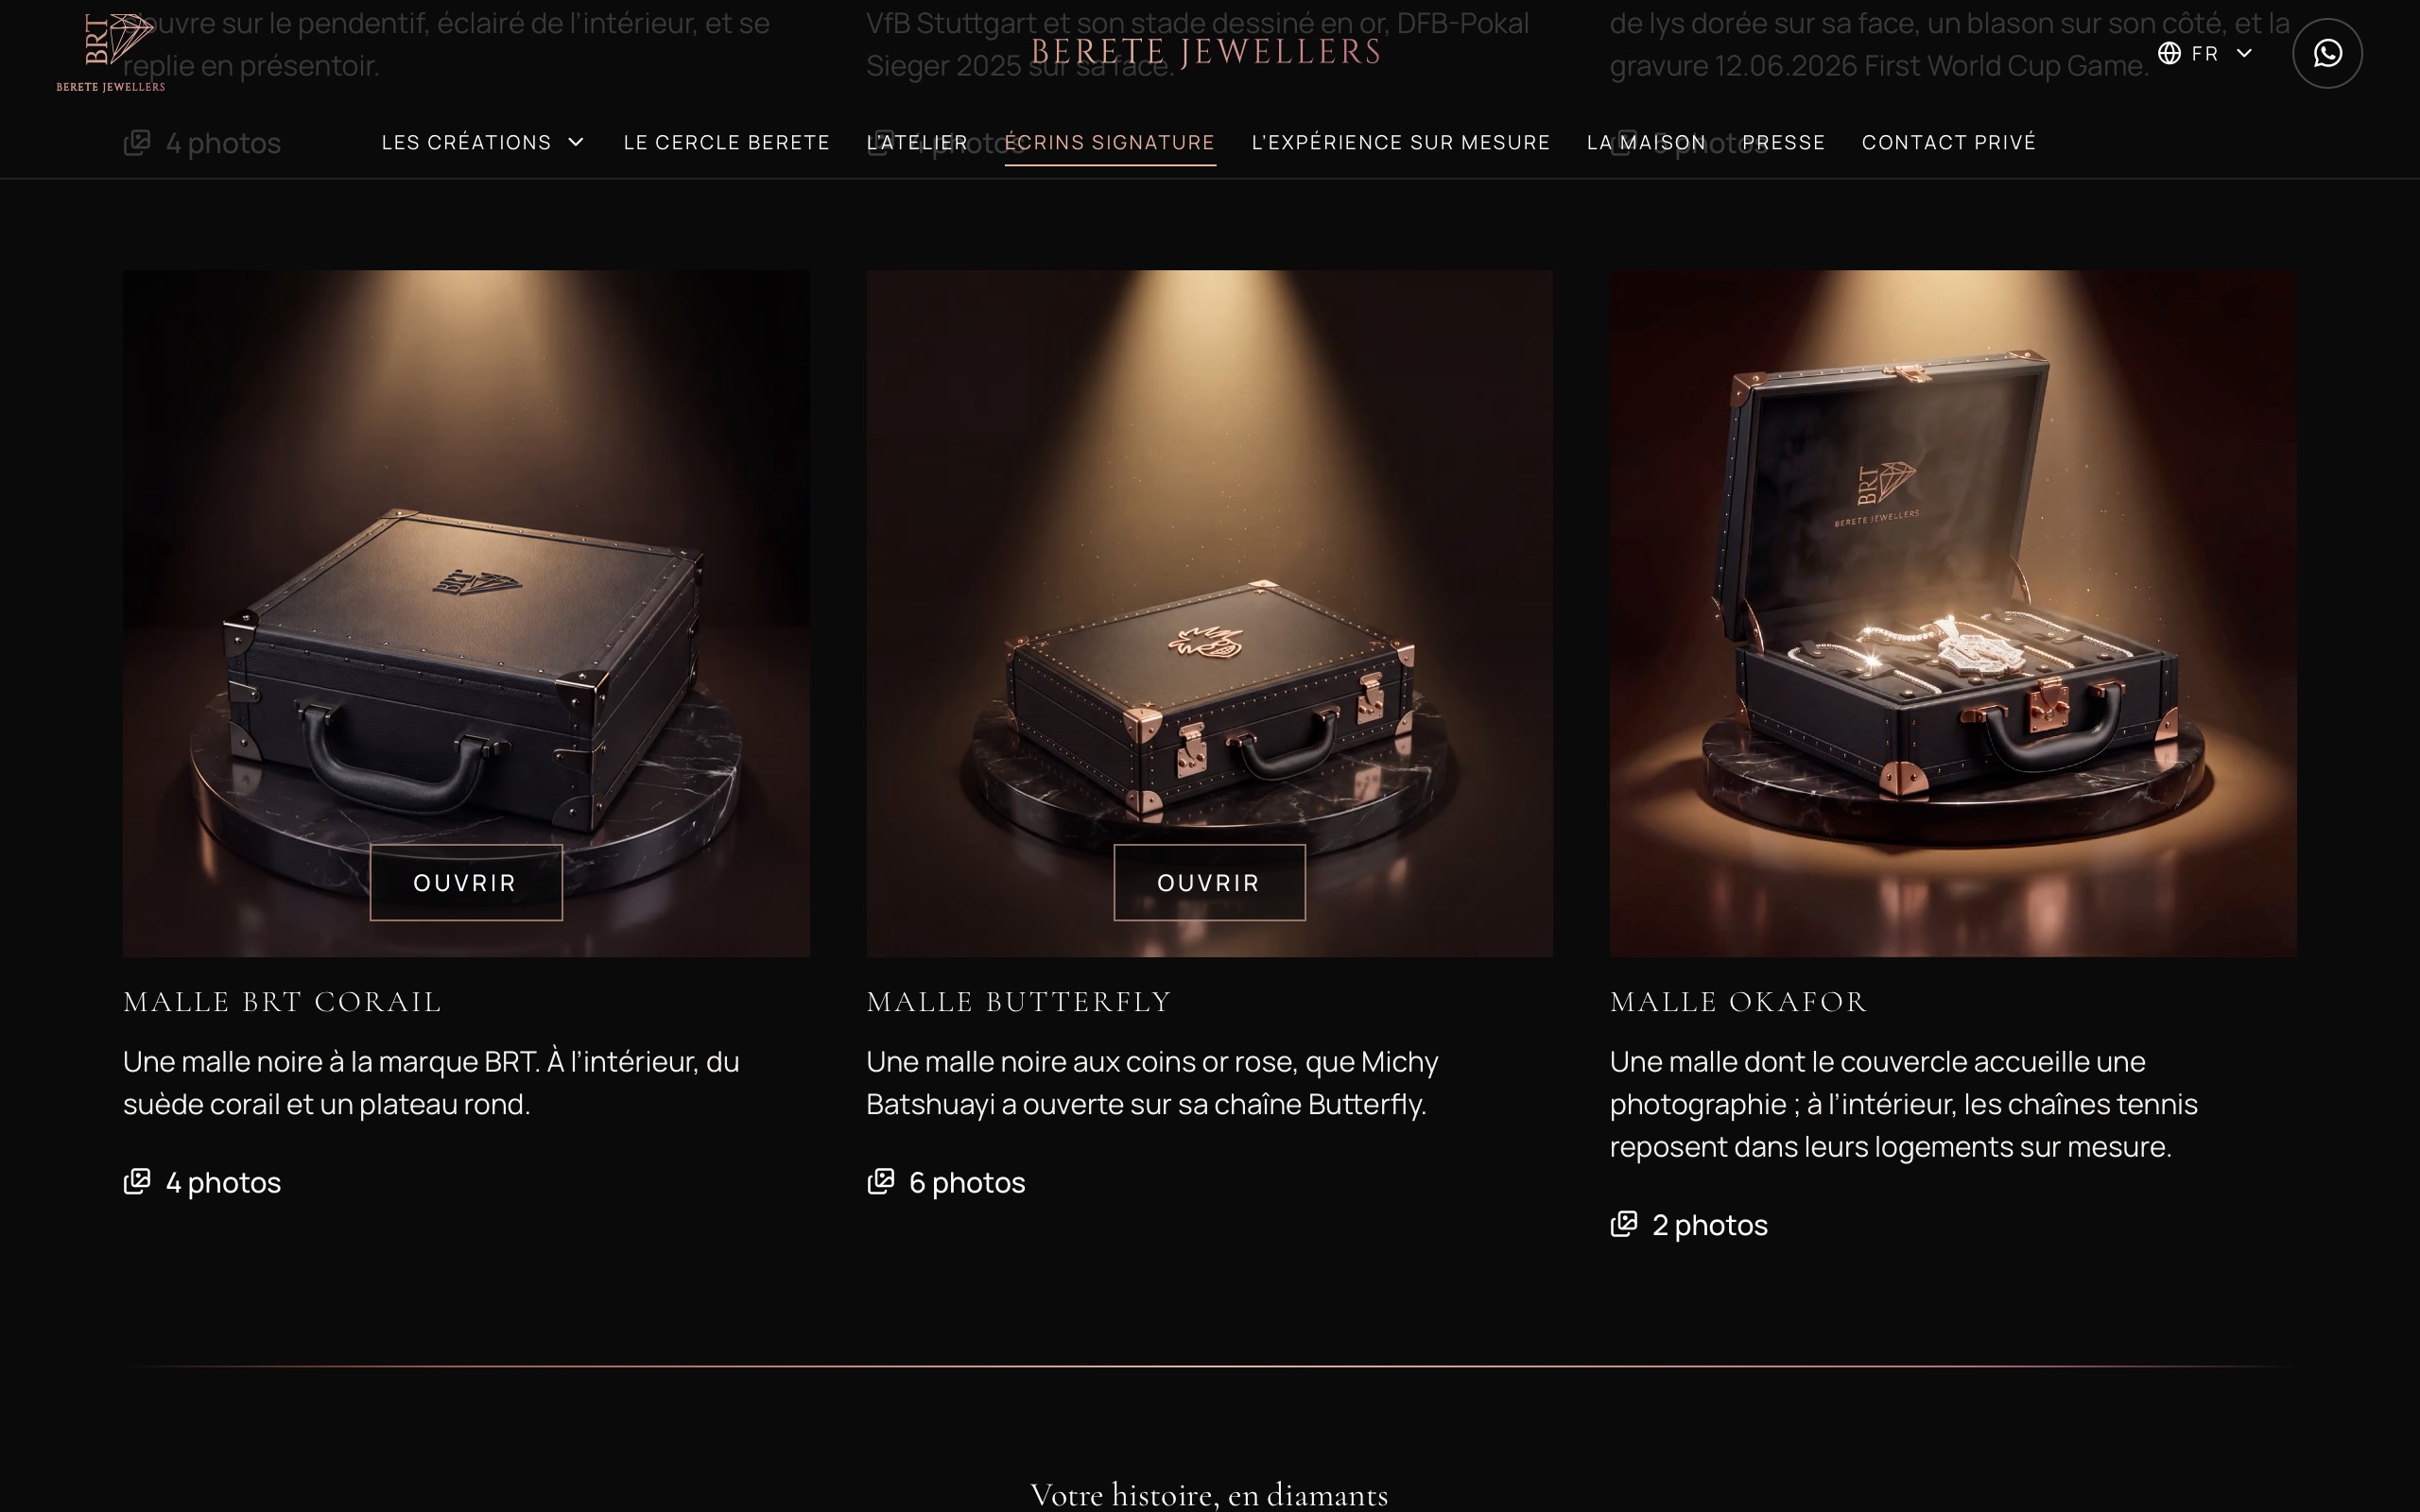 s'ouvre sur le pendentif, éclairé de l'intérieur, et se
replie en présentoir.
VfB Stuttgart et son stade dessiné en or, DFB-Pokal
Sieger 2025 sur sa face.
de lys dorée sur sa face, un blason sur son côté, et la
gravure 12.06.2026 First World Cup Game.
BRT
BERETE JEWELLERS
BERETE JEWELLERS
FR
4 photos
4 photos
photos
LES CRÉATIONS
LE CERCLE BERETE
L'ATELIER
ÉCRINS SIGNATURE
L'EXPÉRIENCE SUR MESURE
LA MAISON
PRESSE
CONTACT PRIVÉ
BRT
BRT
BERETE JEWELLERS
OUVRIR
OUVRIR
MALLE BRT CORAIL
Une malle noire à la marque BRT. À l'intérieur, du
suède corail et un plateau rond.
4 photos
MALLE BUTTERFLY
Une malle noire aux coins or rose, que Michy
Batshuayi a ouverte sur sa chaîne Butterfly.
6 photos
MALLE OKAFOR
Une malle dont le couvercle accueille une
photographie ; à l'intérieur, les chaînes tennis
reposent dans leurs logements sur mesure.
2 photos
Votre histoire, en diamants